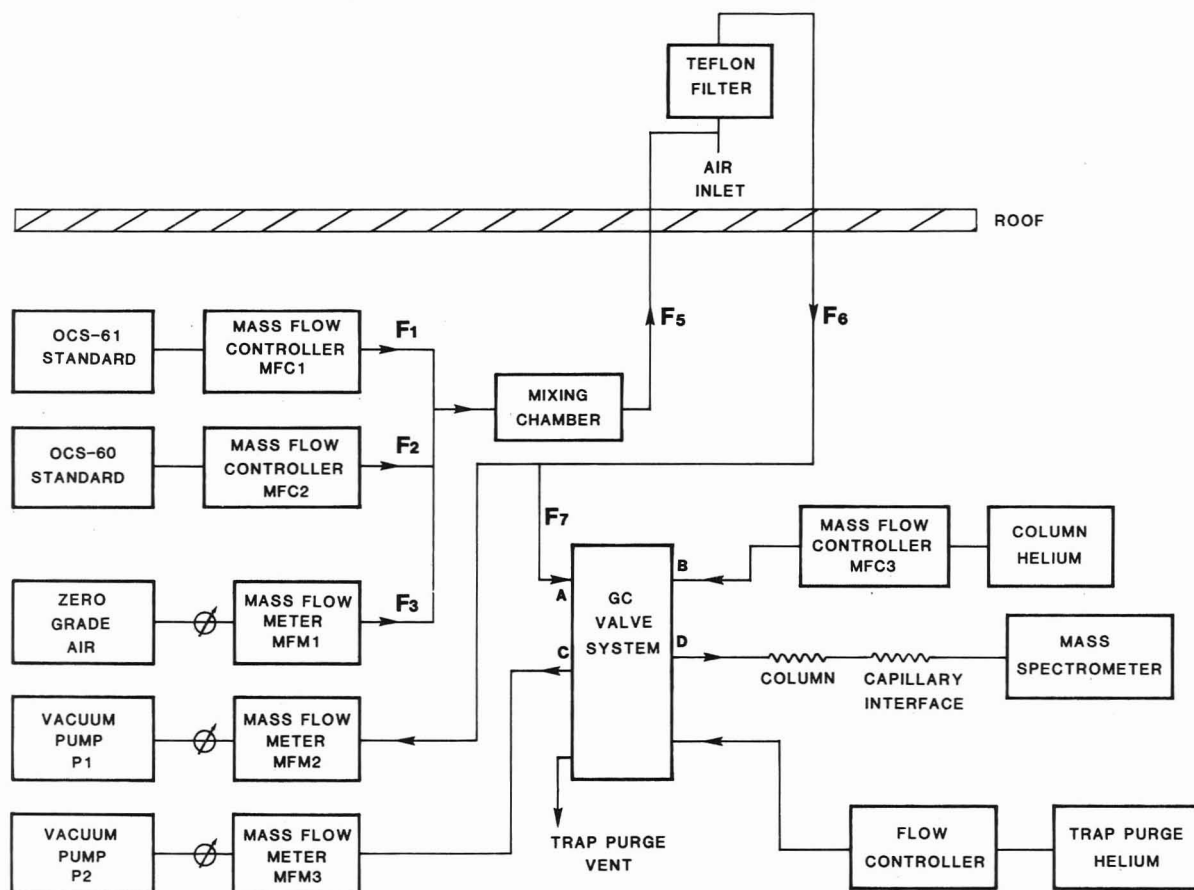 TEFLON
FILTER
AIR
INLET
ROOF
OCS-61
STANDARD
MASS FLOW
CONTROLLER
MFC1
F1
F5
F6
MIXING
CHAMBER
OCS-60
STANDARD
MASS FLOW
CONTROLLER
MFC2
F2
F7
MASS FLOW
CONTROLLER
MFC3
COLUMN
HELIUM
ZERO
GRADE
AIR
MASS FLOW
METER
MFM1
F3
A
B
C
D
GC
VALVE
SYSTEM
COLUMN
CAPILLARY
INTERFACE
MASS
SPECTROMETER
VACUUM
PUMP
P1
MASS FLOW
METER
MFM2
VACUUM
PUMP
P2
MASS FLOW
METER
MFM3
TRAP PURGE
VENT
FLOW
CONTROLLER
TRAP PURGE
HELIUM